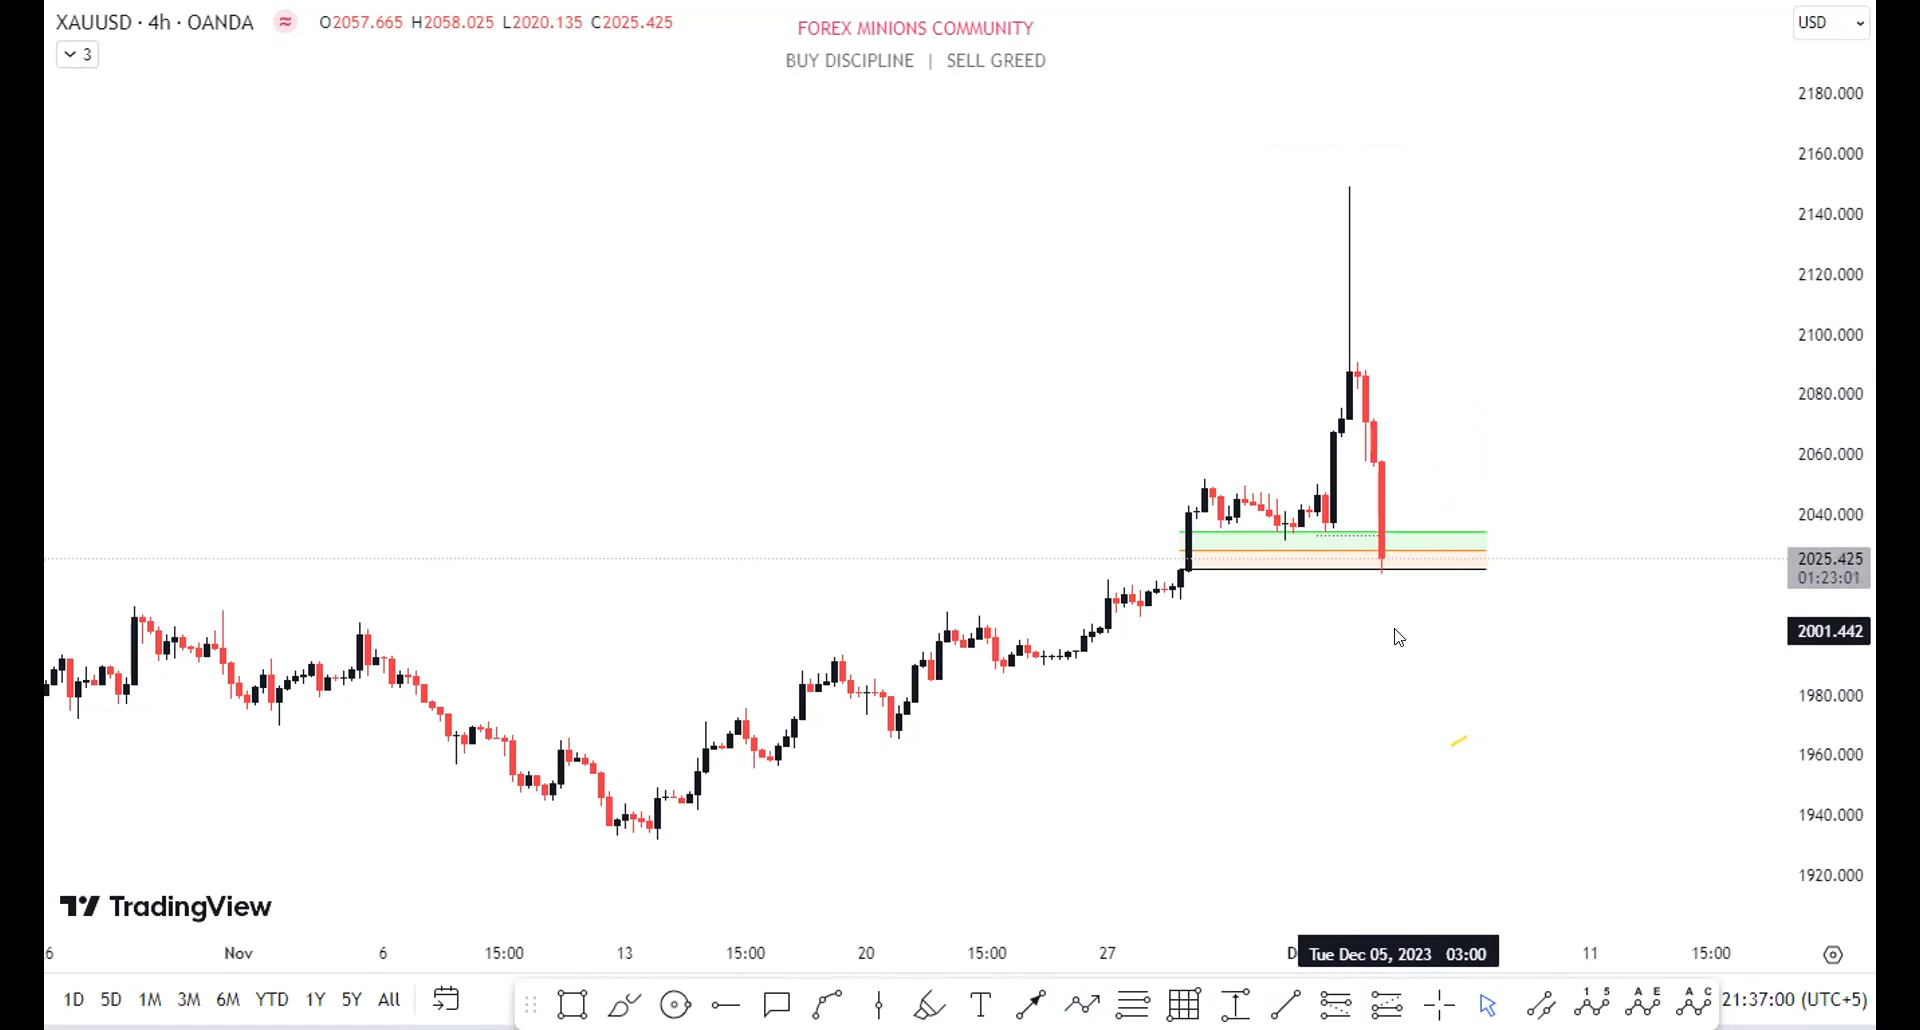 XAUUSD · 4h · OANDA ≈ O2057.665 H2058.025 L2020.135 C2025.425
3
FOREX MINIONS COMMUNITY
BUY DISCIPLINE | SELL GREED
USD
2180.000
2160.000
2140.000
2120.000
2100.000
2080.000
2060.000
2040.000
2025.425
01:23:01
2001.442
1980.000
1960.000
1940.000
1920.000
TradingView
6 Nov 6 15:00 13 15:00 20 15:00 27 D Tue Dec 05, 2023 03:00 11 15:00
1D 5D 1M 3M 6M YTD 1Y 5Y All
T 1 5 A E A C
21:37:00 (UTC+5)